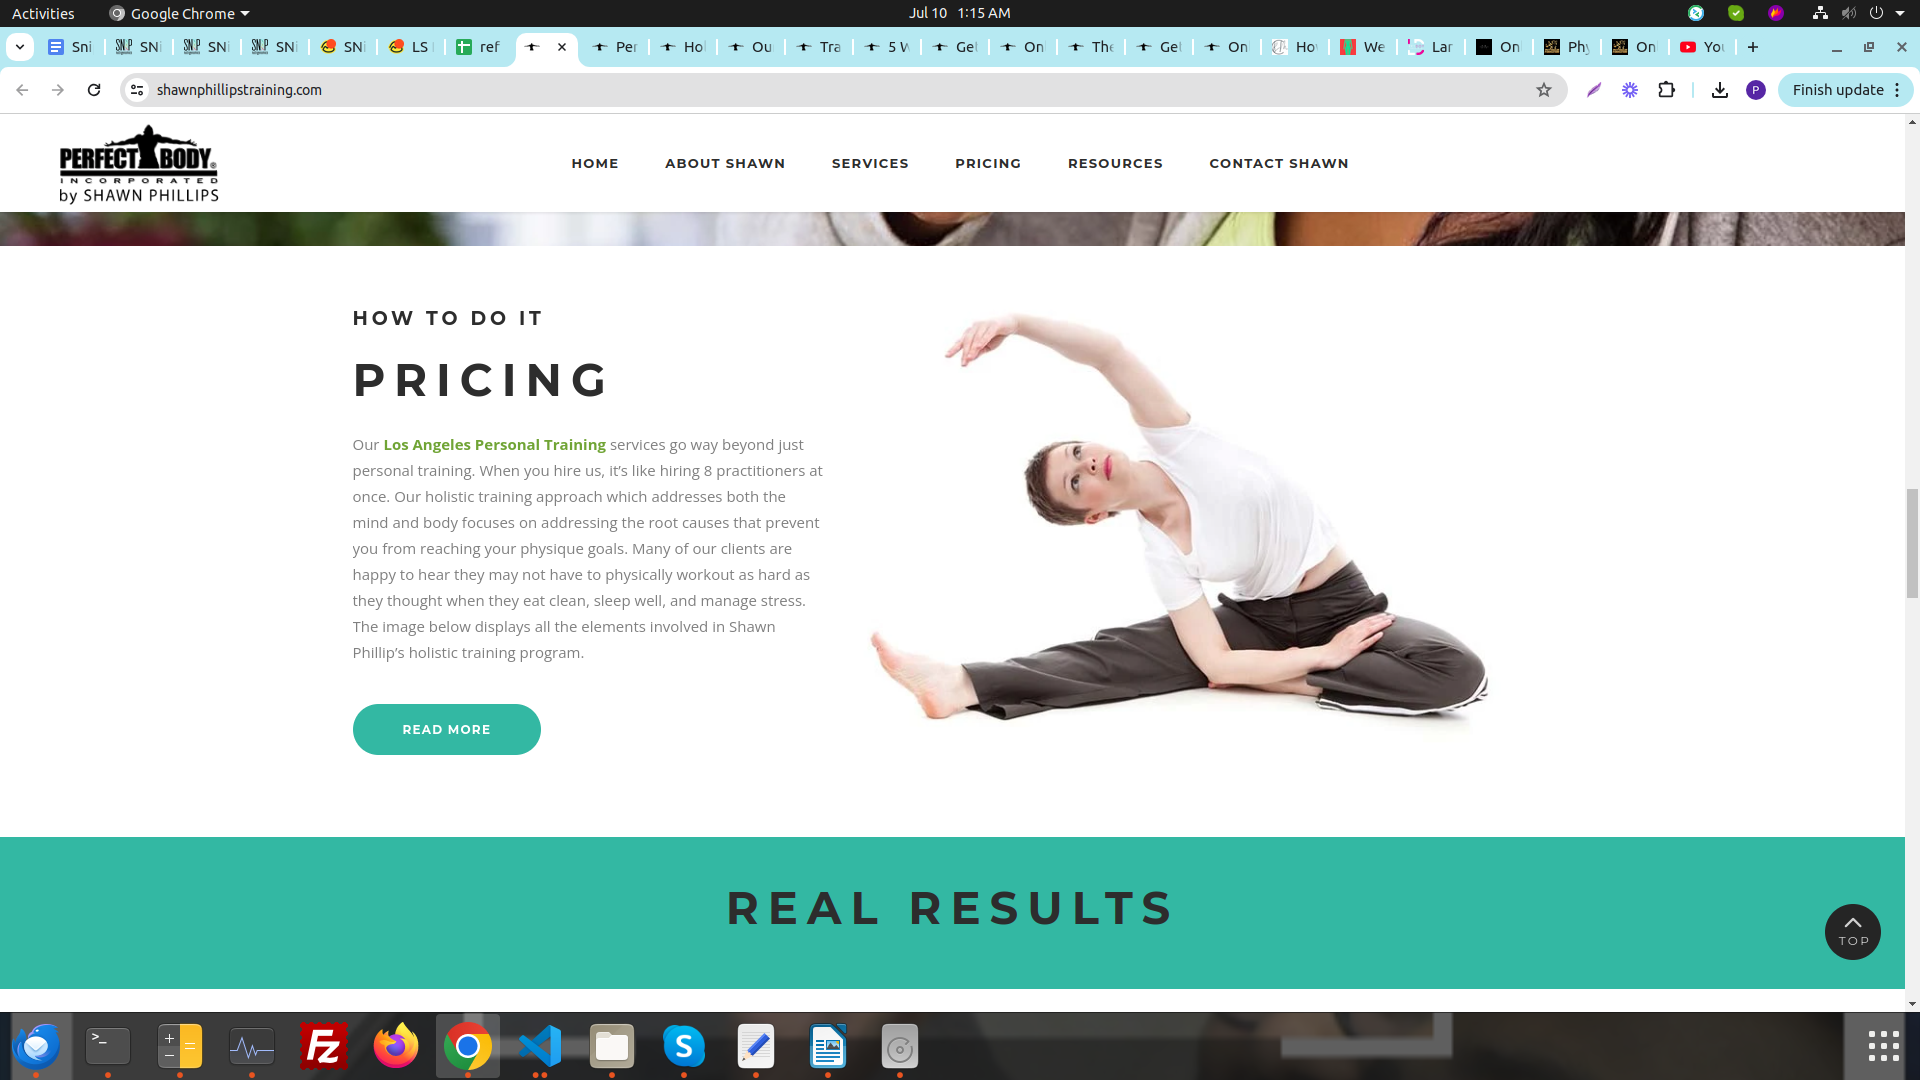 Activities Google Chrome Jul 10 1:15 AM
Sni SNi SNi SNi SNi LS ref Per Hol Ou Tra 5 W Get Onl The Get Onl Ho We Lar Onl Phy Onl You
shawnphillipstraining.com P Finish update
PERFECT BODY
INCORPORATED
by SHAWN PHILLIPS
HOME ABOUT SHAWN SERVICES PRICING RESOURCES CONTACT SHAWN
HOW TO DO IT
PRICING
Our Los Angeles Personal Training services go way beyond just
personal training. When you hire us, it’s like hiring 8 practitioners at
once. Our holistic training approach which addresses both the
mind and body focuses on addressing the root causes that prevent
you from reaching your physique goals. Many of our clients are
happy to hear they may not have to physically workout as hard as
they thought when they eat clean, sleep well, and manage stress.
The image below displays all the elements involved in Shawn
Phillip’s holistic training program.
READ MORE
REAL RESULTS
TOP